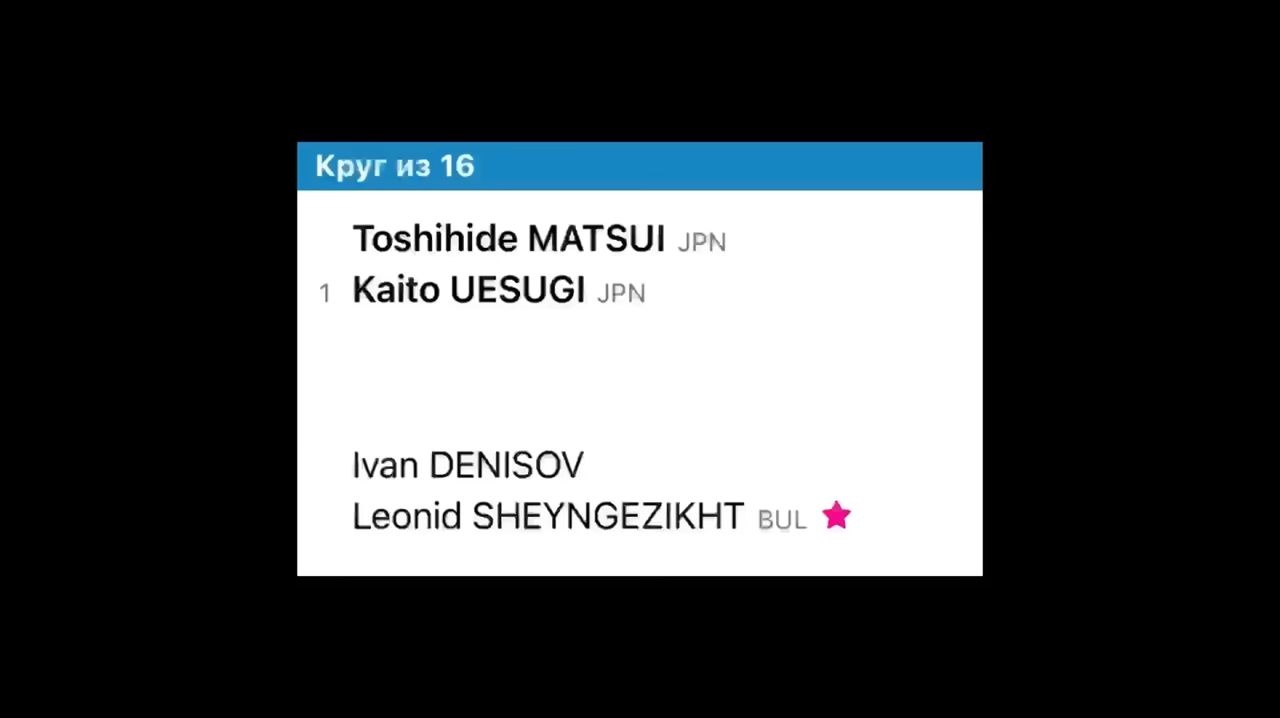 Круг из 16
Toshihide MATSUI JPN
1 Kaito UESUGI JPN
Ivan DENISOV
Leonid SHEYNGEZIKHT BUL